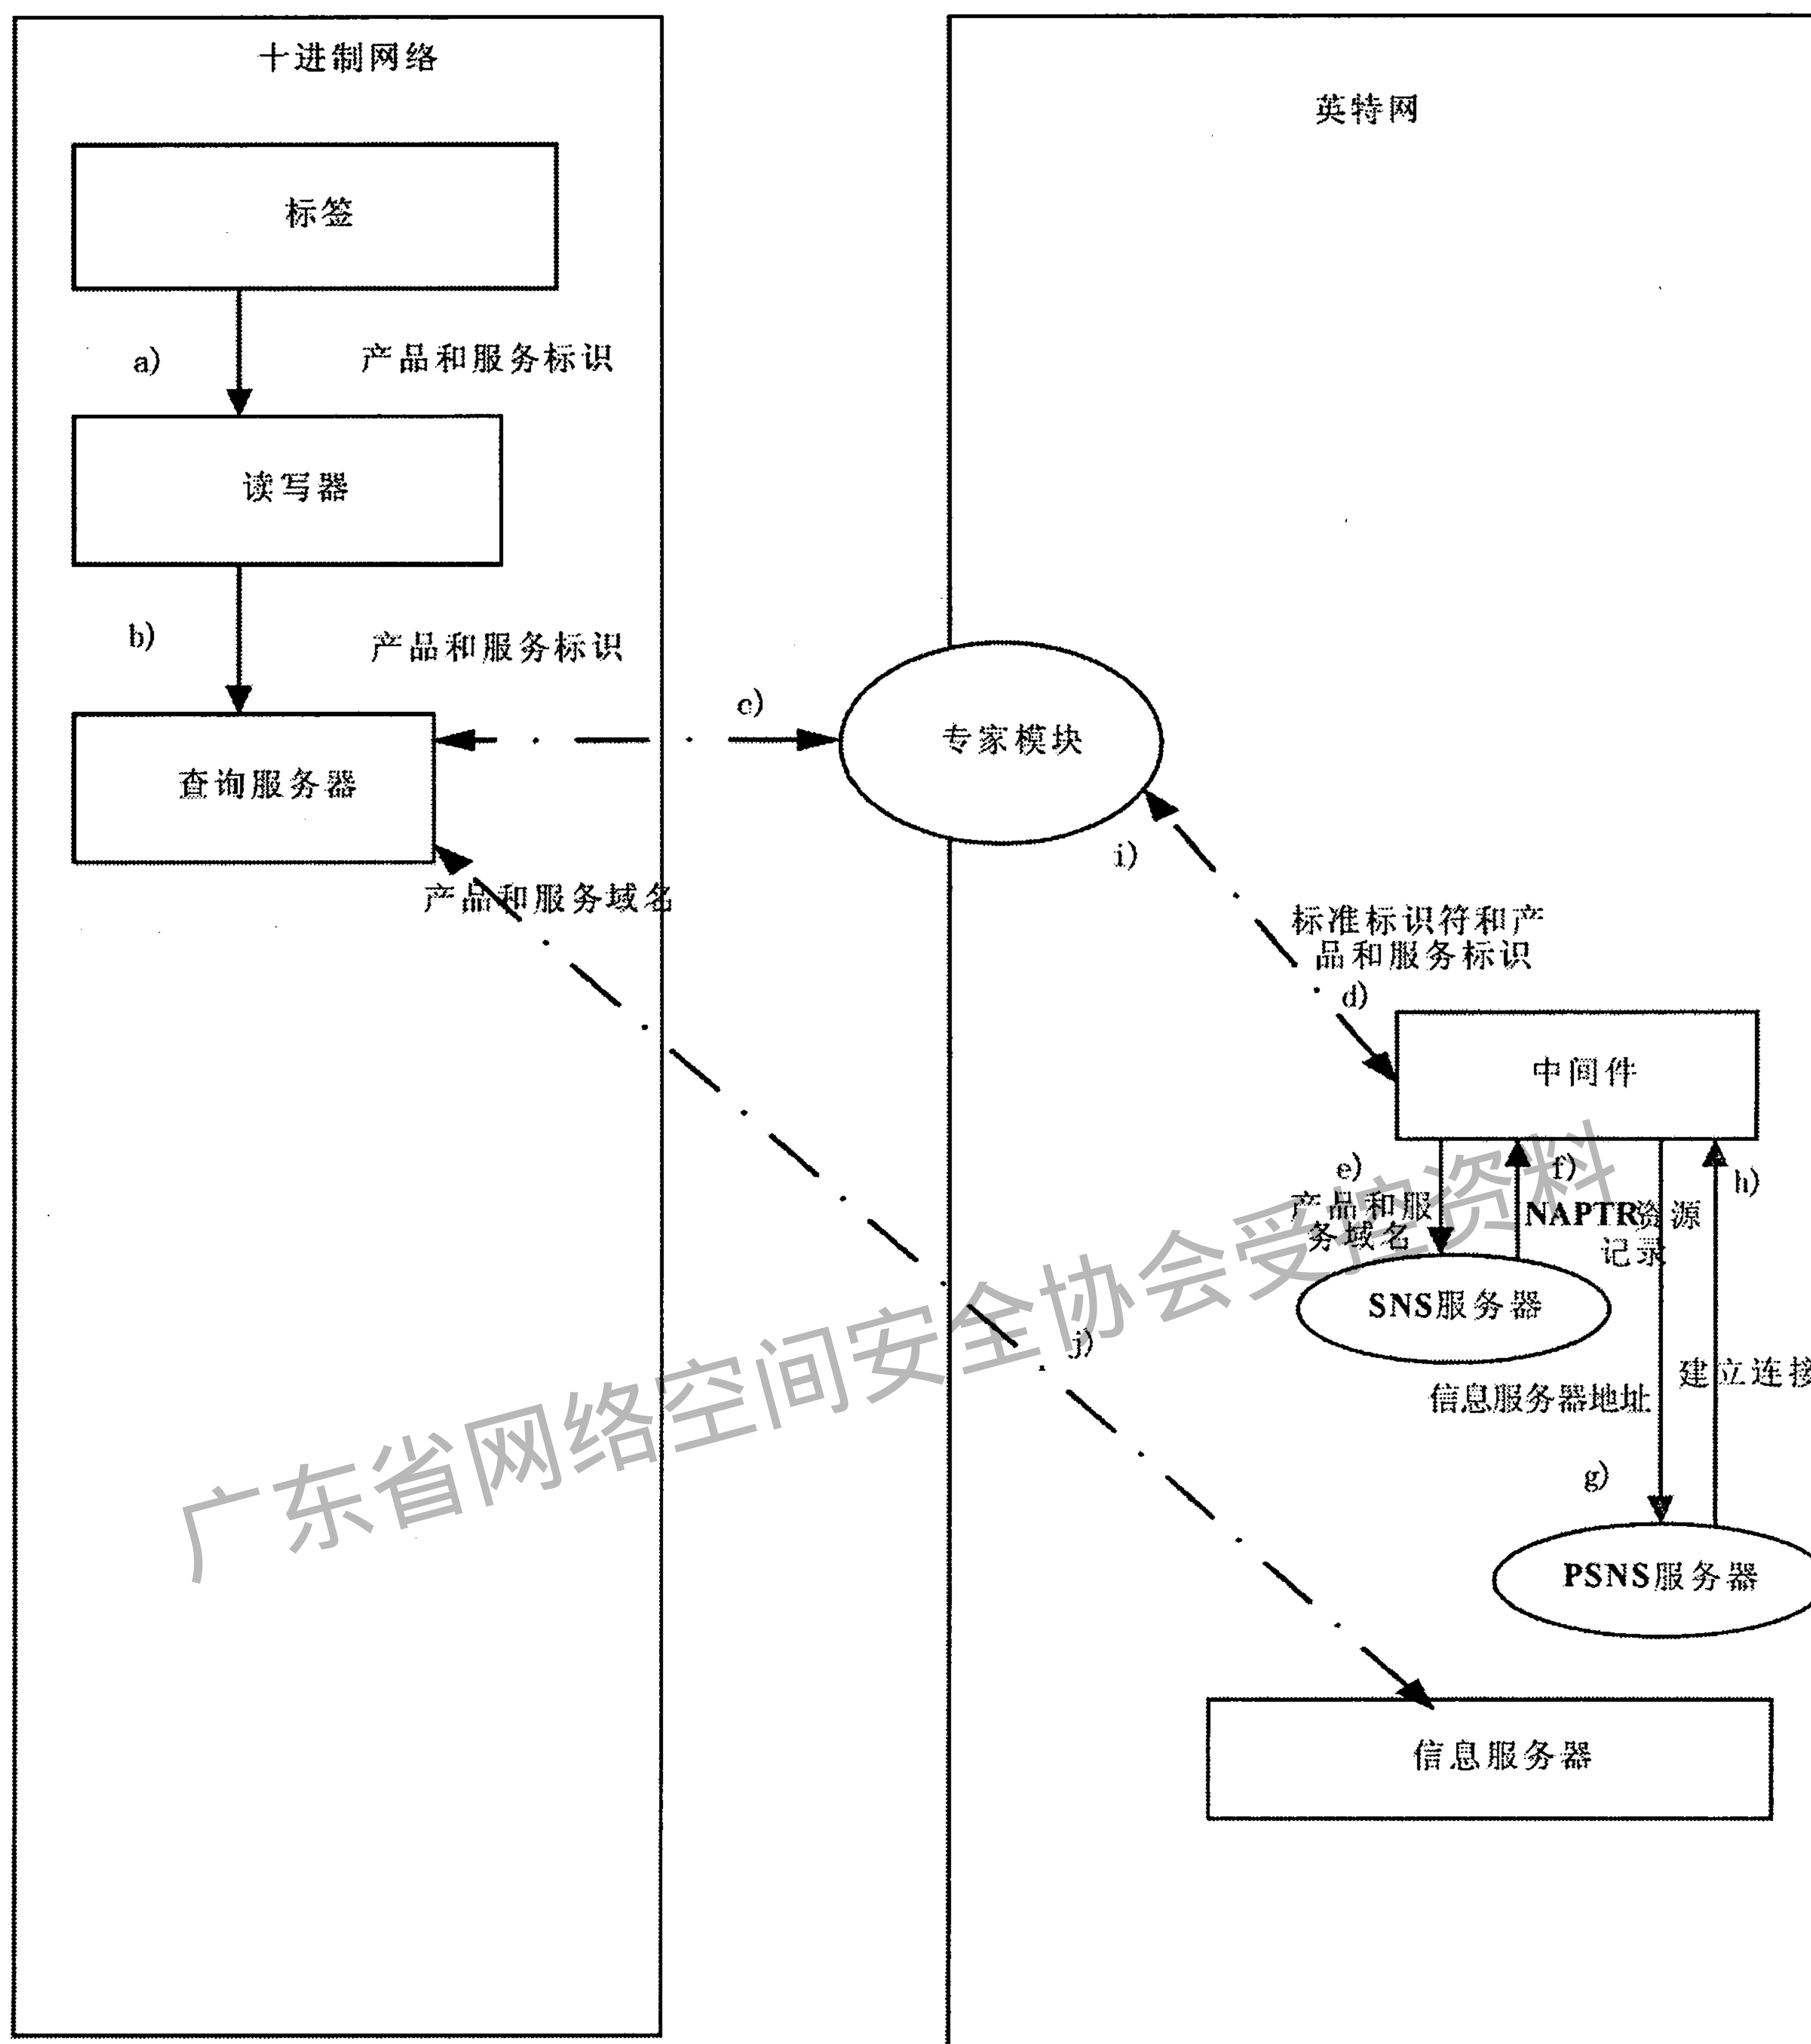 十进制网络
英特网
标签
a)
产品和服务标识
读写器
b)
产品和服务标识
c)
专家模块
查询服务器
i)
产品和服务域名
标准标识符和产
品和服务标识
d)
中间件
e)
f)
h)
产品和服
务域名
NAPTR资源
记录
SNS服务器
j)
建立连接
信息服务器地址
g)
PSNS服务器
信息服务器
广东省网络空间安全协会受控资料